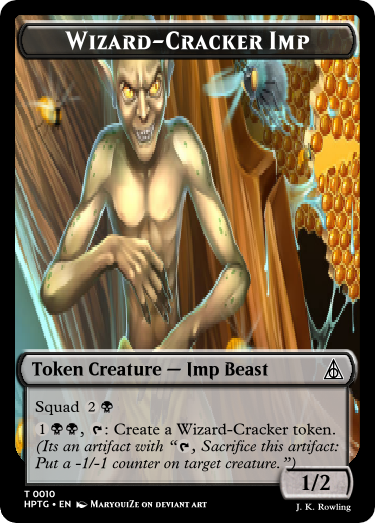 Wizard-Cracker Imp
Token Creature — Imp Beast
Squad 2
1, : Create a Wizard-Cracker token.
(Its an artifact with “, Sacrifice this artifact:
Put a -1/-1 counter on target creature.”)
1/2
T 0010
HPTG • EN MaryouiZe on deviant art
J. K. Rowling